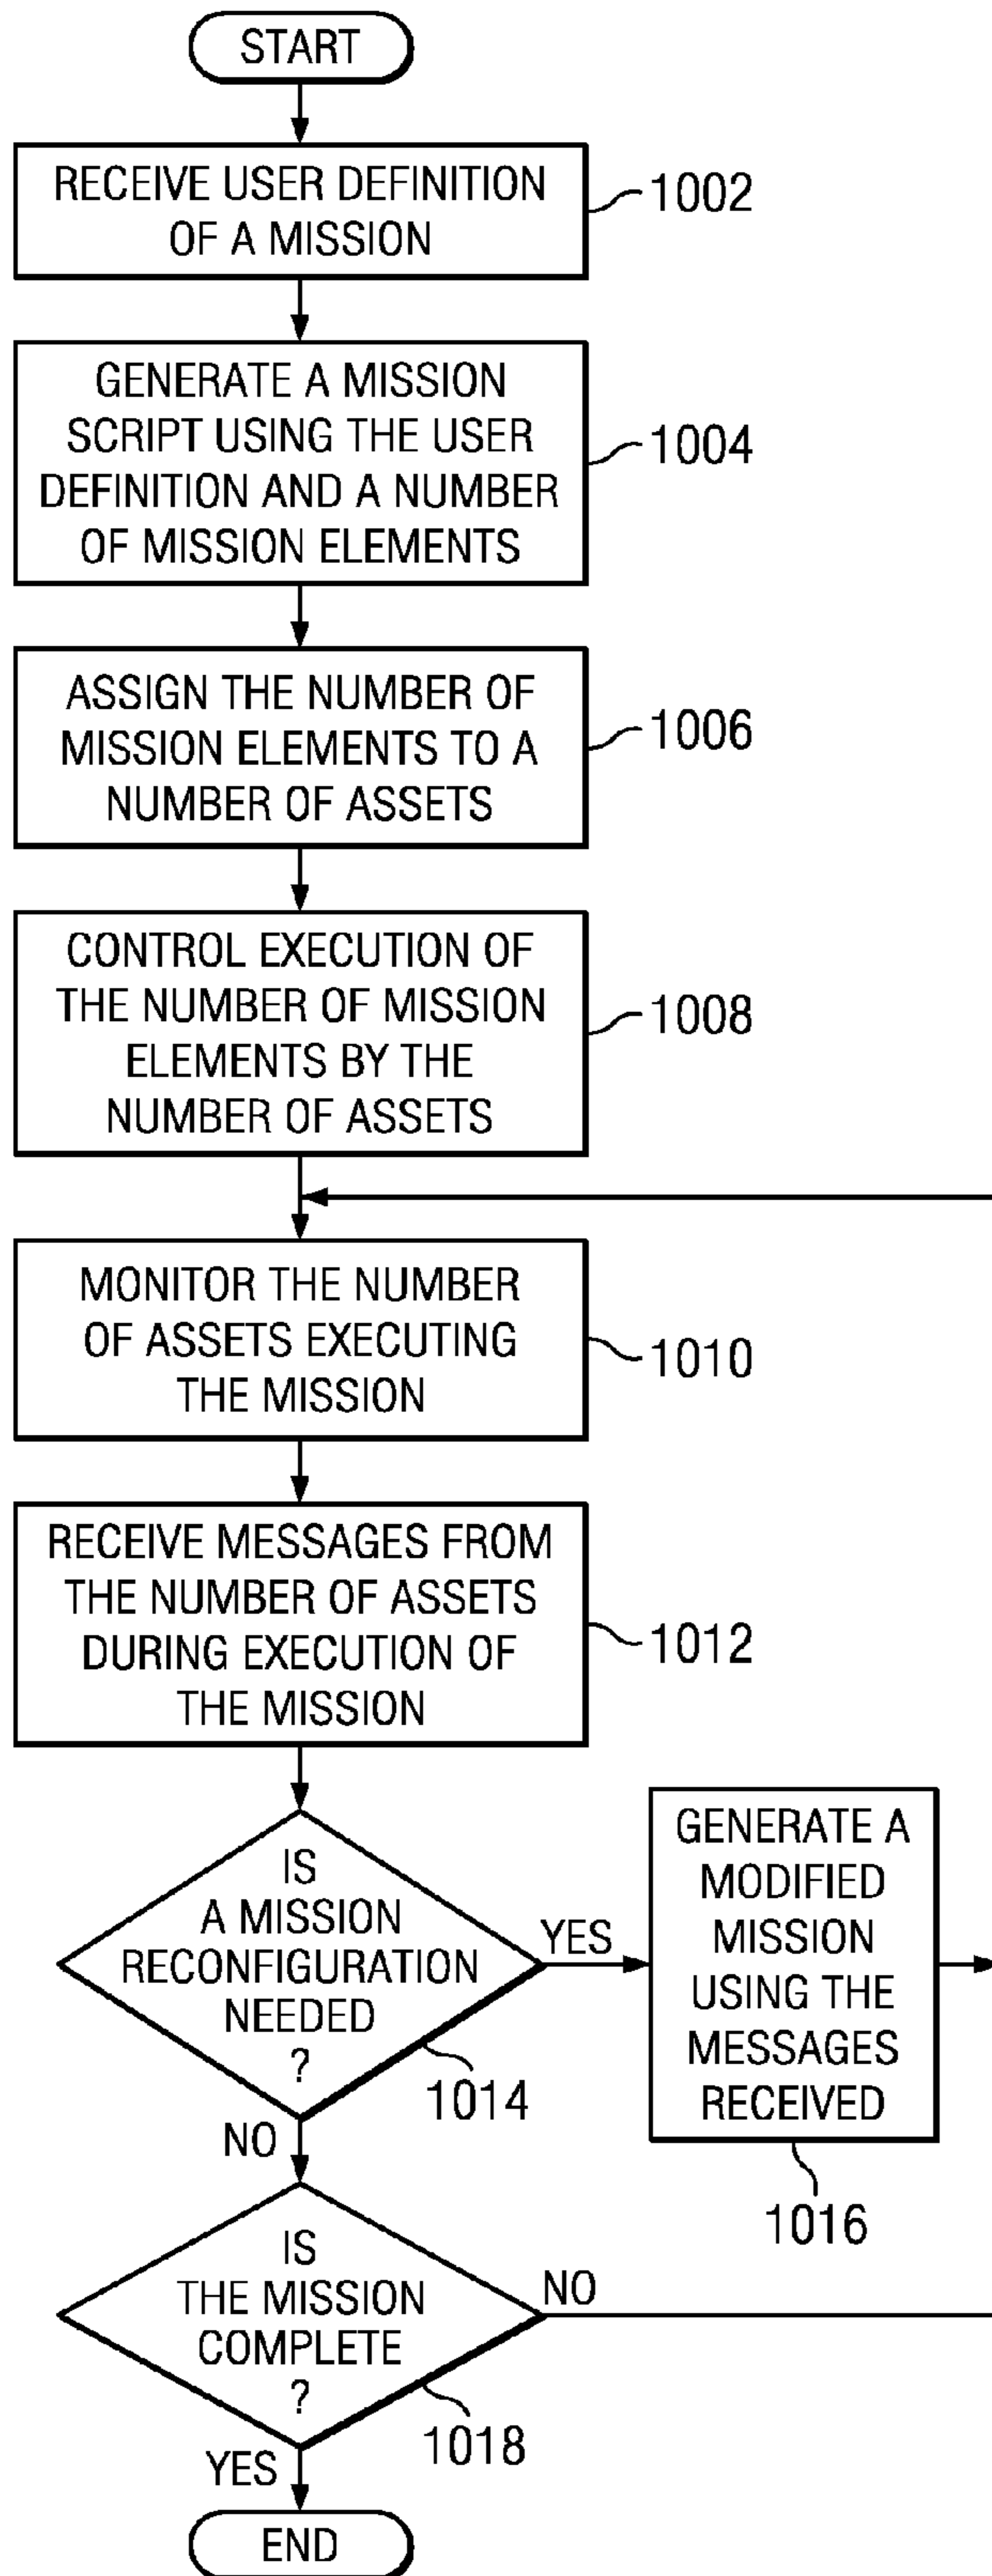 START
RECEIVE USER DEFINITION
OF A MISSION
1002
GENERATE A MISSION
SCRIPT USING THE USER
DEFINITION AND A NUMBER
OF MISSION ELEMENTS
1004
ASSIGN THE NUMBER OF
MISSION ELEMENTS TO A
NUMBER OF ASSETS
1006
CONTROL EXECUTION OF
THE NUMBER OF MISSION
ELEMENTS BY THE
NUMBER OF ASSETS
1008
MONITOR THE NUMBER
OF ASSETS EXECUTING
THE MISSION
1010
RECEIVE MESSAGES FROM
THE NUMBER OF ASSETS
DURING EXECUTION OF
THE MISSION
1012
IS
A MISSION
RECONFIGURATION
NEEDED
?
1014
YES
GENERATE A
MODIFIED
MISSION
USING THE
MESSAGES
RECEIVED
1016
NO
IS
THE MISSION
COMPLETE
?
1018
NO
YES
END